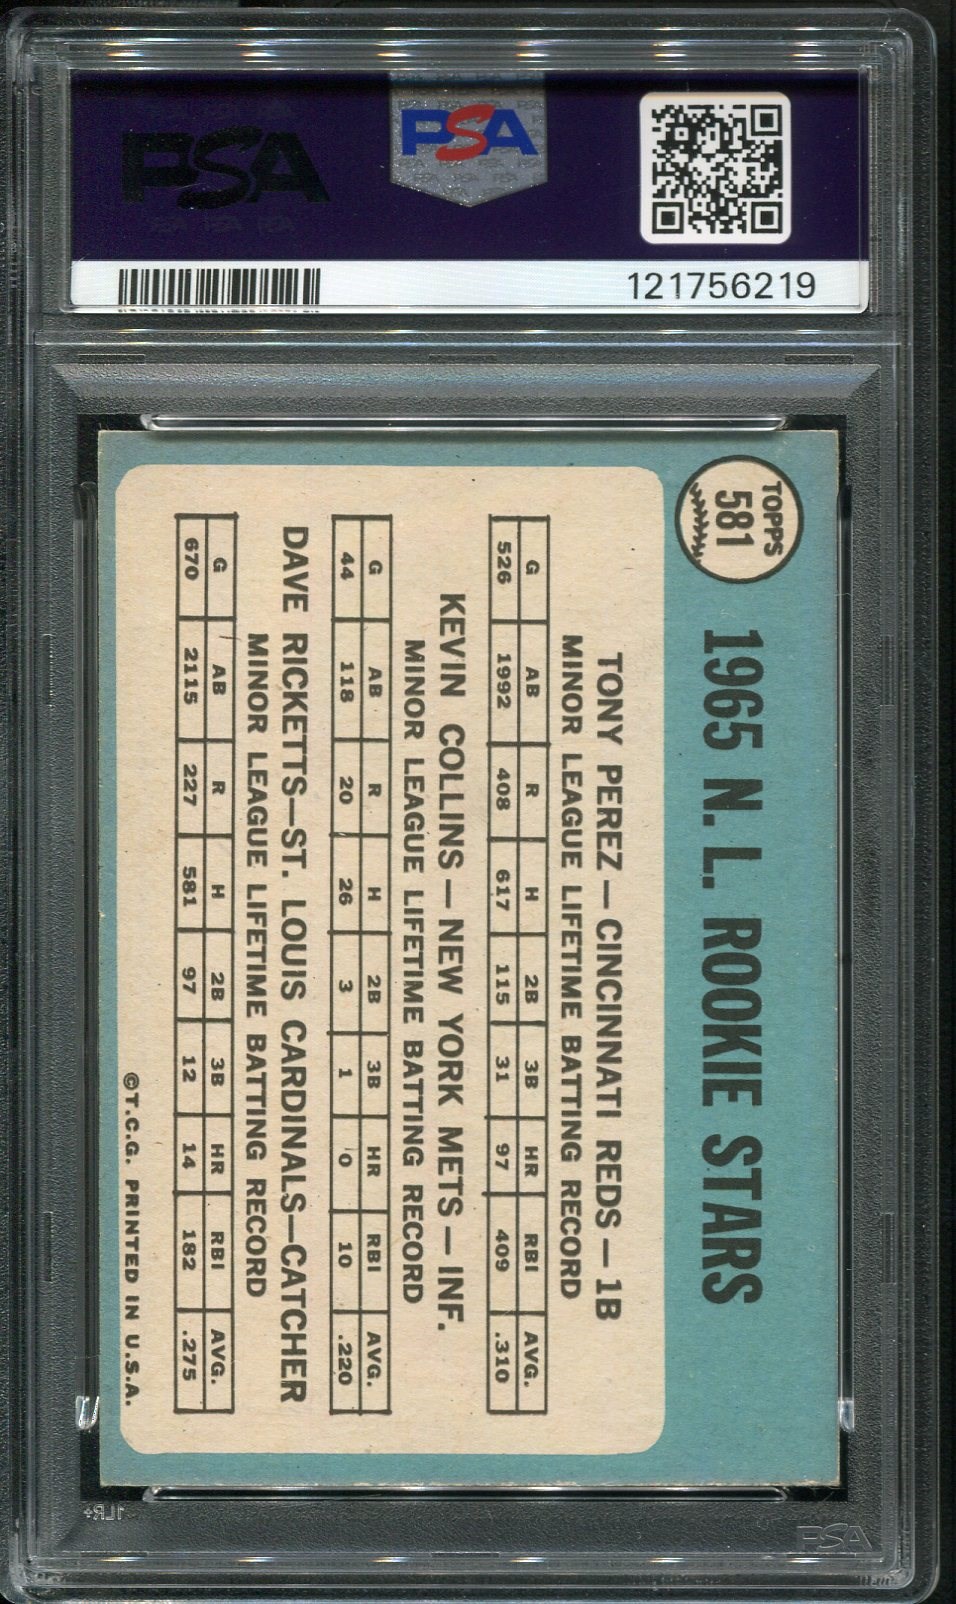 PSA
PSA
121756219
TOPPS
581
1965 N. L. ROOKIE STARS
TONY PEREZ—CINCINNATI REDS—1B
MINOR LEAGUE LIFETIME BATTING RECORD
G AB R H 2B 3B HR RBI AVG.
526 1992 408 617 115 31 97 409 .310
KEVIN COLLINS—NEW YORK METS—INF.
MINOR LEAGUE LIFETIME BATTING RECORD
G AB R H 2B 3B HR RBI AVG.
44 118 20 26 3 1 0 10 .220
DAVE RICKETTS—ST. LOUIS CARDINALS—CATCHER
MINOR LEAGUE LIFETIME BATTING RECORD
G AB R H 2B 3B HR RBI AVG.
670 2115 227 581 97 12 14 182 .275
©T.C.G. PRINTED IN U.S.A.
1LR+
PSA